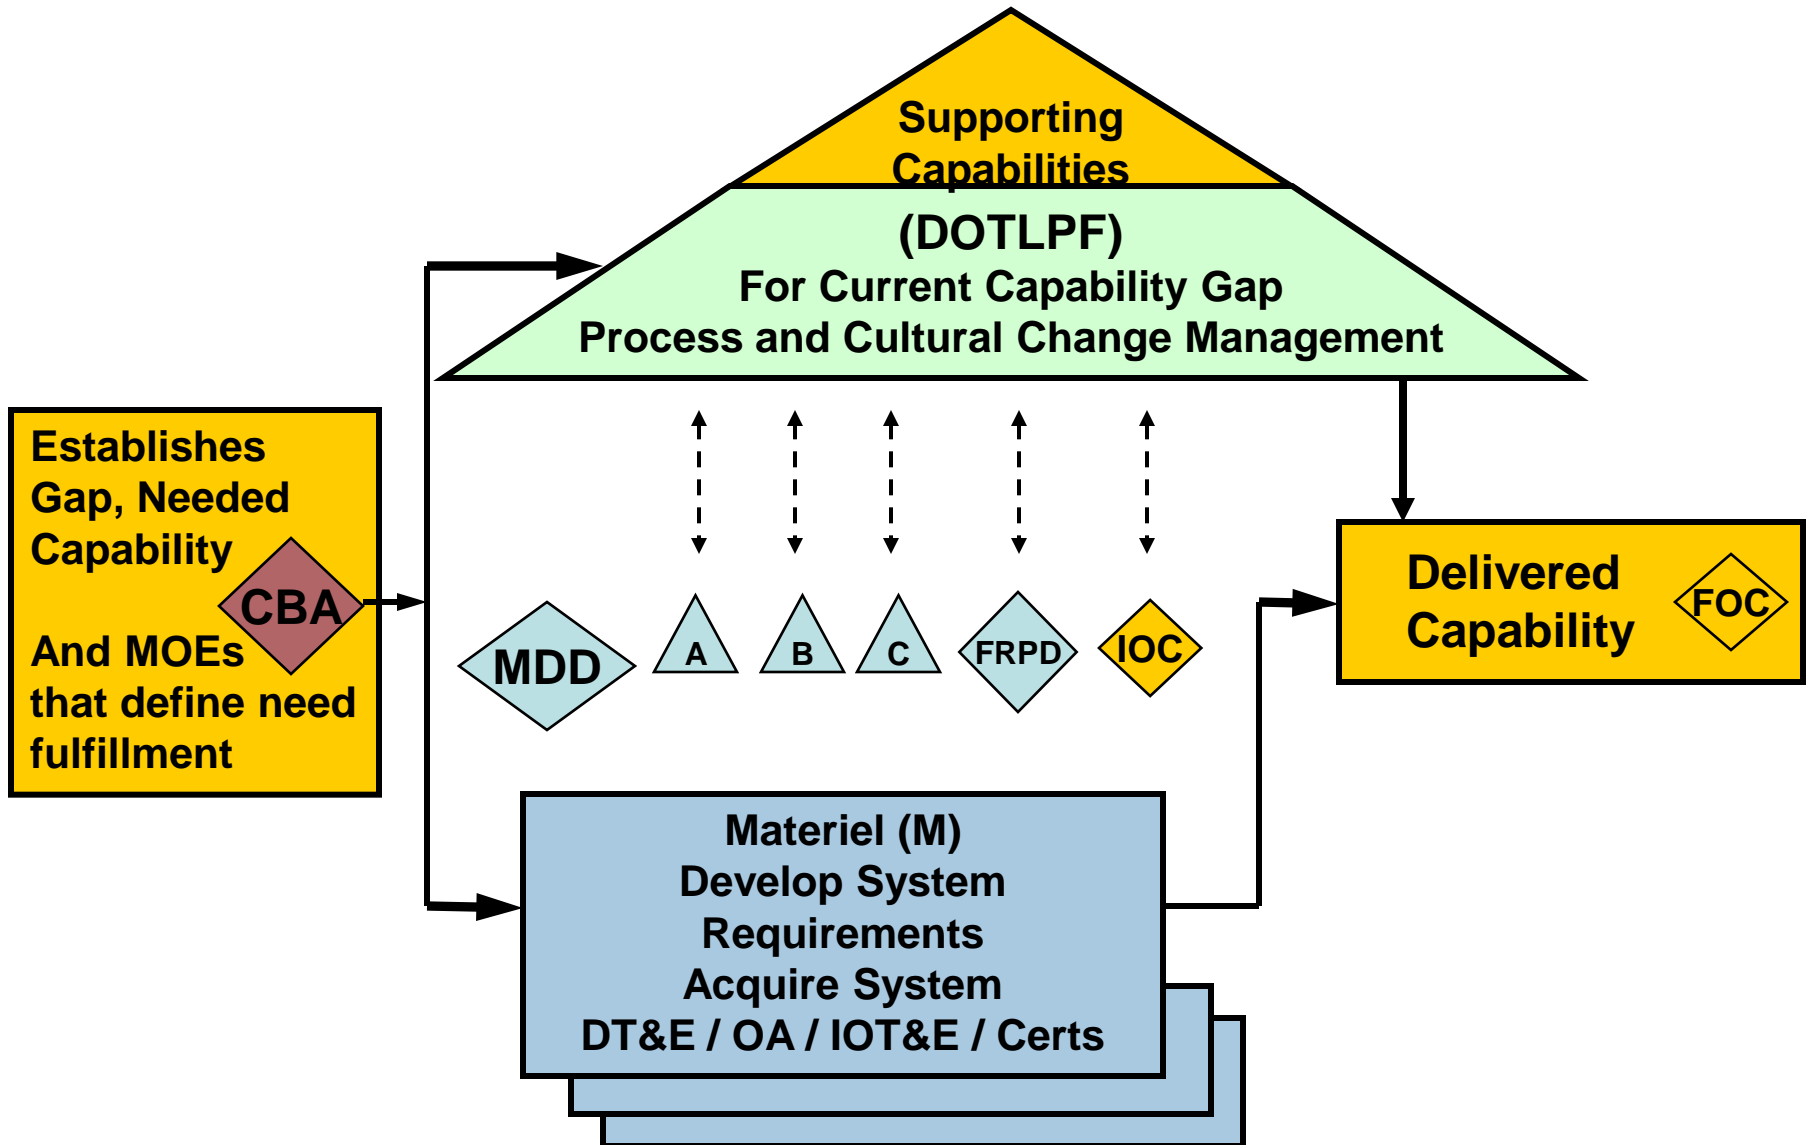 Supporting
Capabilities
(DOTLPF)
For Current Capability Gap
Process and Cultural Change Management
Establishes
Gap, Needed
Capability
CBA
And MOEs
that define need
fulfillment
MDD
A
B
C
FRPD
IOC
Delivered
Capability
FOC
Materiel (M)
Develop System
Requirements
Acquire System
DT&E / OA / IOT&E / Certs